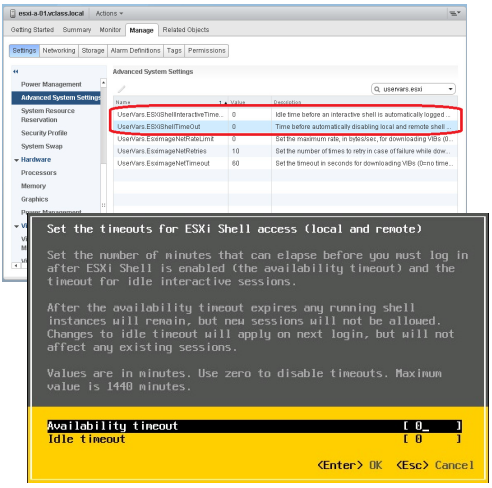 esxi-a-01.vclass.local Actions
Getting Started Summary Monitor Manage Related Objects
Settings Networking Storage Alarm Definitions Tags Permissions
Power Management
Advanced System Settings
System Resource
Reservation
Security Profile
System Swap
Hardware
Processors
Memory
Graphics
Power Management
Advanced System Settings
uservars.esxi
Name 1 Value Description
UserVars.ESXiShellInteractiveTime... 0 Idle time before an interactive shell is automatically logged ...
UserVars.ESXiShellTimeOut 0 Time before automatically disabling local and remote shell ...
UserVars.EsximageNetRateLimit 0 Set the maximum rate, in bytes/sec, for downloading VIBs (0...
UserVars.EsximageNetRetries 10 Set the number of times to retry in case of failure while dow...
UserVars.EsximageNetTimeout 60 Set the timeout in seconds for downloading VIBs (0=no time...
Set the timeouts for ESXi Shell access (local and remote)
Set the number of minutes that can elapse before you must log in
after ESXi Shell is enabled (the availability timeout) and the
timeout for idle interactive sessions.
After the availability timeout expires any running shell
instances will remain, but new sessions will not be allowed.
Changes to idle timeout will apply on next login, but will not
affect any existing sessions.
Values are in minutes. Use zero to disable timeouts. Maximum
value is 1440 minutes.
Availability timeout [ 0_ ]
Idle timeout [ 0 ]
<Enter> OK <Esc> Cancel